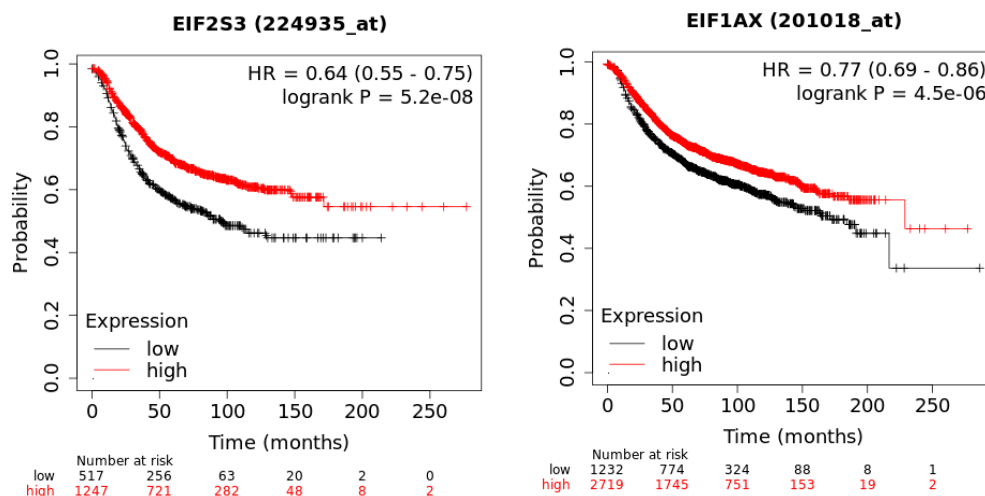 EIF2S3 (224935_at)
HR = 0.64 (0.55 - 0.75)
logrank P = 5.2e-08
Probability
1.0
0.8
0.6
0.4
0.2
0.0
Expression
low
high
0 50 100 150 200 250
Time (months)
Number at risk
low 517 256 63 20 2 0
high 1247 721 282 48 8 2
EIF1AX (201018_at)
HR = 0.77 (0.69 - 0.86)
logrank P = 4.5e-06
Probability
1.0
0.8
0.6
0.4
0.2
0.0
Expression
low
high
0 50 100 150 200 250
Time (months)
Number at risk
low 1232 774 324 88 8 1
high 2719 1745 751 153 19 2